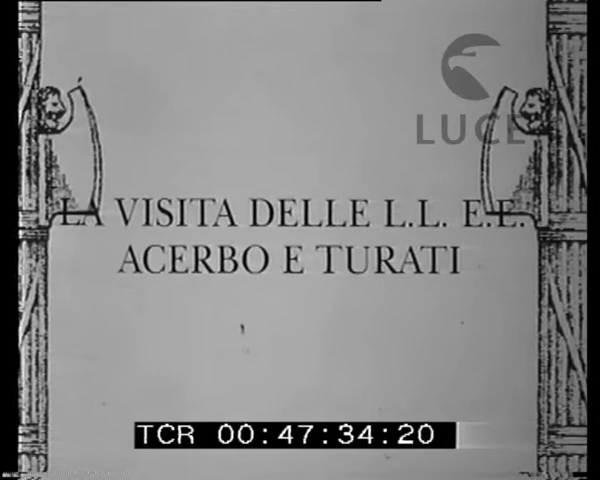 LUCE
LA VISITA DELLE L.L. E.E.
ACERBO E TURATI
TCR 00:47:34:20